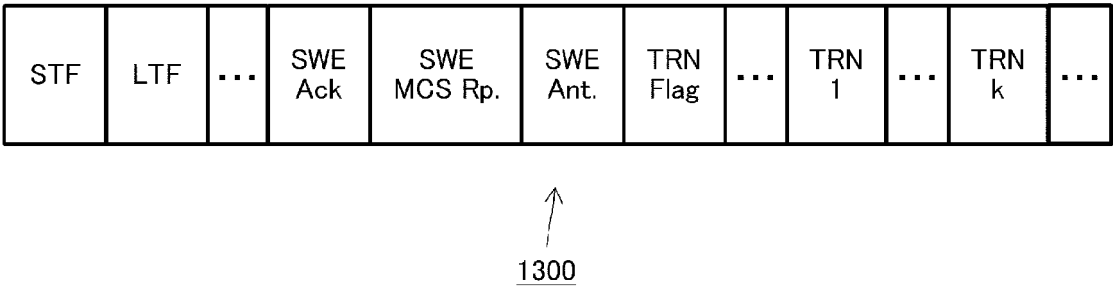 STF LTF ... SWE Ack SWE MCS Rp. SWE Ant. TRN Flag ... TRN 1 ... TRN k ...
1300